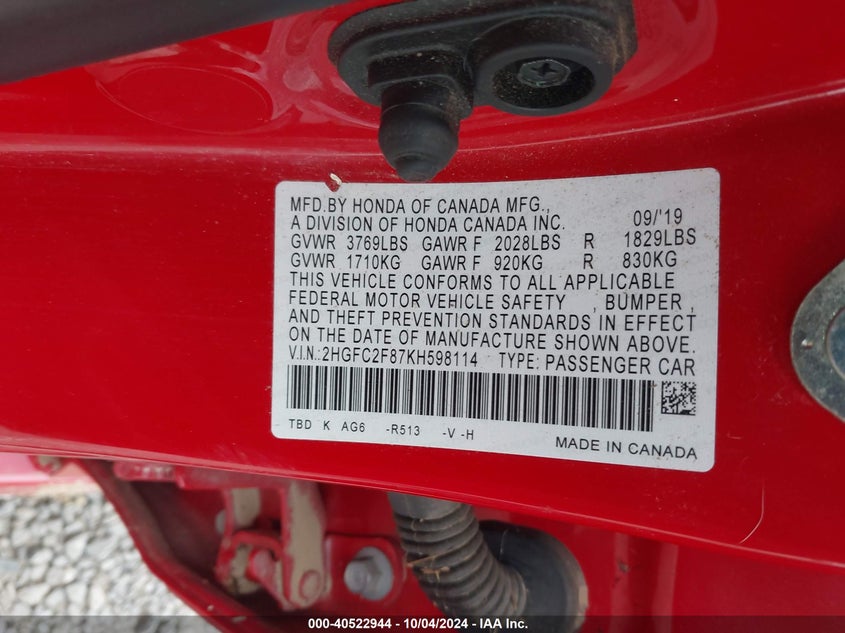 MFD.BY HONDA OF CANADA MFG.,
A DIVISION OF HONDA CANADA INC. 09/'19
GVWR 3769LBS GAWR F 2028LBS R 1829LBS
GVWR 1710KG GAWR F 920KG R 830KG
THIS VEHICLE CONFORMS TO ALL APPLICABLE
FEDERAL MOTOR VEHICLE SAFETY , BUMPER ,
AND THEFT PREVENTION STANDARDS IN EFFECT
ON THE DATE OF MANUFACTURE SHOWN ABOVE.
V.I.N.:2HGFC2F87KH598114 TYPE: PASSENGER CAR
TBD K AG6 -R513 -V -H
MADE IN CANADA
000-40522944 - 10/04/2024 - IAA Inc.